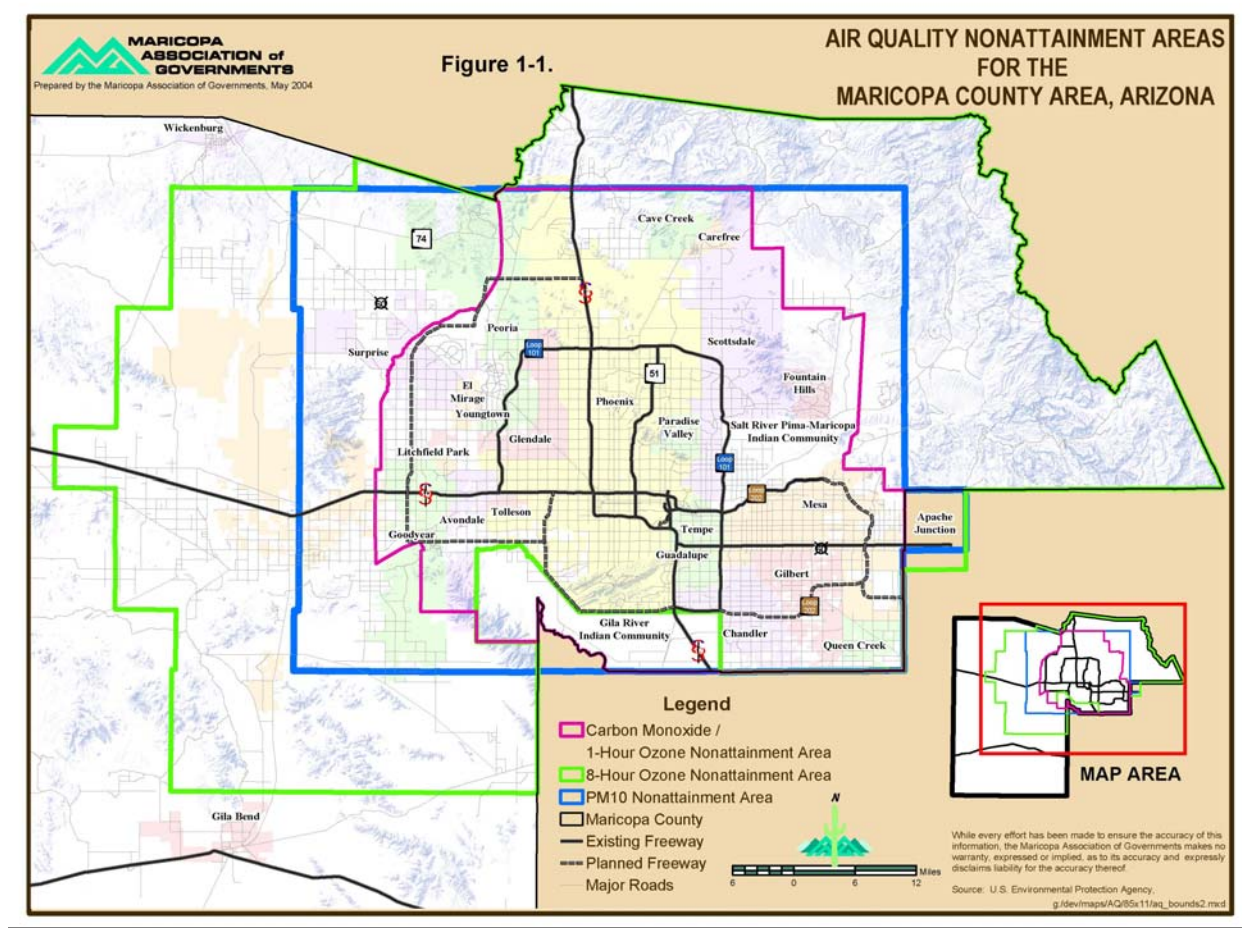 MARICOPA
ASSOCIATION of
GOVERNMENTS
Prepared by the Maricopa Association of Governments, May 2004
Figure 1-1.
AIR QUALITY NONATTAINMENT AREAS
FOR THE
MARICOPA COUNTY AREA, ARIZONA
Wickenburg
74
Cave Creek
Carefree
Peoria
Loop
101
Surprise
Scottsdale
51
El
Mirage
Youngtown
Phoenix
Fountain
Hills
Paradise
Valley
Salt River Pima-Maricopa
Indian Community
Glendale
Litchfield Park
Loop
101
Mesa
Avondale
Tolleson
Goodyear
Tempe
Apache
Junction
Guadalupe
Gilbert
Gila River
Indian Community
Chandler
Queen Creek
Gila Bend
Legend
Carbon Monoxide /
1-Hour Ozone Nonattainment Area
8-Hour Ozone Nonattainment Area
PM10 Nonattainment Area
Maricopa County
Existing Freeway
Planned Freeway
Major Roads
N
6 0 6 12
Miles
MAP AREA
While every effort has been made to ensure the accuracy of this
information, the Maricopa Association of Governments makes no
warranty, expressed or implied, as to its accuracy and expressly
disclaims liability for the accuracy thereof.
Source: U.S. Environmental Protection Agency,
g:/dev/maps/AQ/85x11/aq_bounds2.mxd